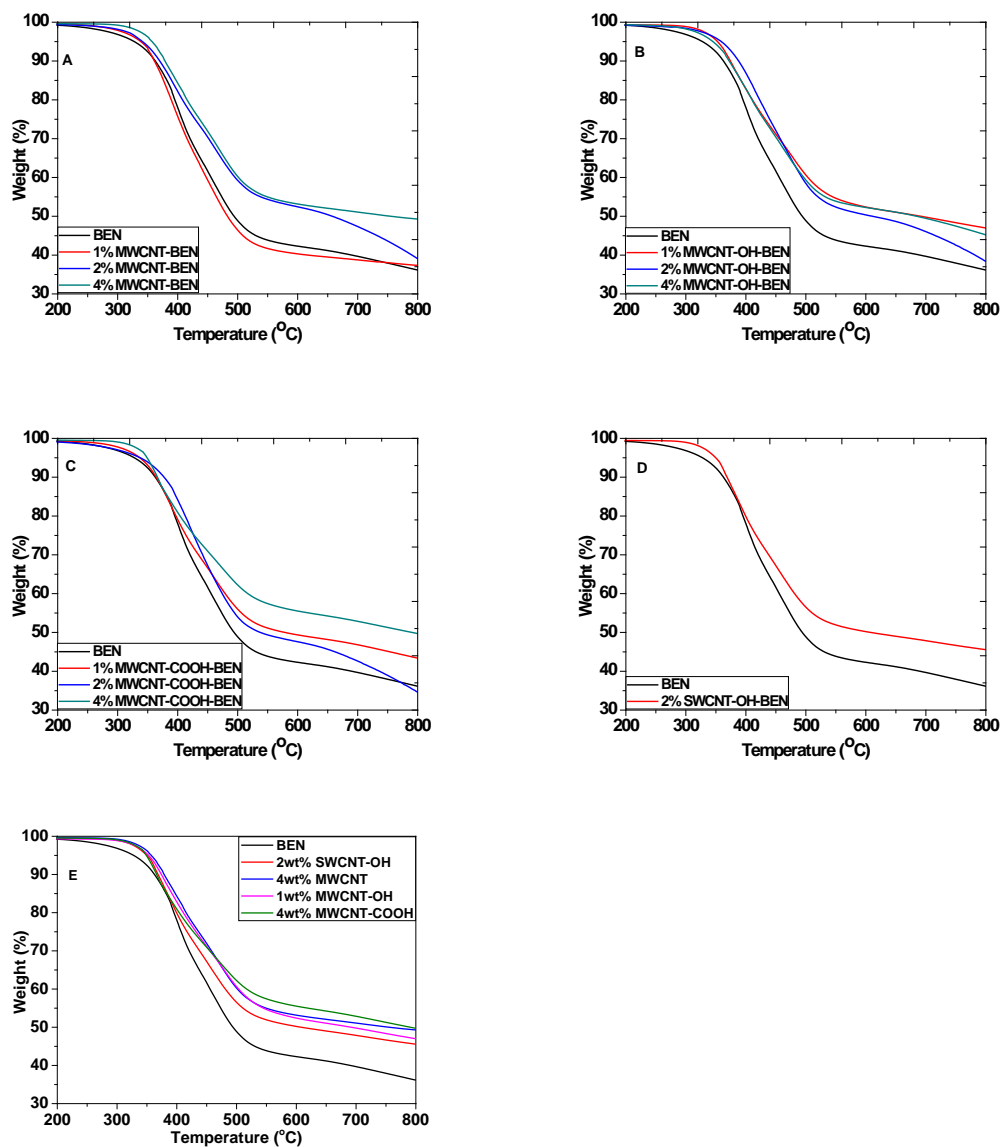 A
Weight (%)
100
90
80
70
60
50
40
30
BEN
1% MWCNT-BEN
2% MWCNT-BEN
4% MWCNT-BEN
200 300 400 500 600 700 800
Temperature (OC)
B
Weight (%)
100
90
80
70
60
50
40
30
BEN
1% MWCNT-OH-BEN
2% MWCNT-OH-BEN
4% MWCNT-OH-BEN
200 300 400 500 600 700 800
Temperature (OC)
C
Weight (%)
100
90
80
70
60
50
40
30
BEN
1% MWCNT-COOH-BEN
2% MWCNT-COOH-BEN
4% MWCNT-COOH-BEN
200 300 400 500 600 700 800
Temperature (OC)
D
Weight (%)
100
90
80
70
60
50
40
30
BEN
2% SWCNT-OH-BEN
200 300 400 500 600 700 800
Temperature (OC)
E
Weight (%)
100
90
80
70
60
50
40
30
BEN
2wt% SWCNT-OH
4wt% MWCNT
1wt% MWCNT-OH
4wt% MWCNT-COOH
200 300 400 500 600 700 800
Temperature (°C)